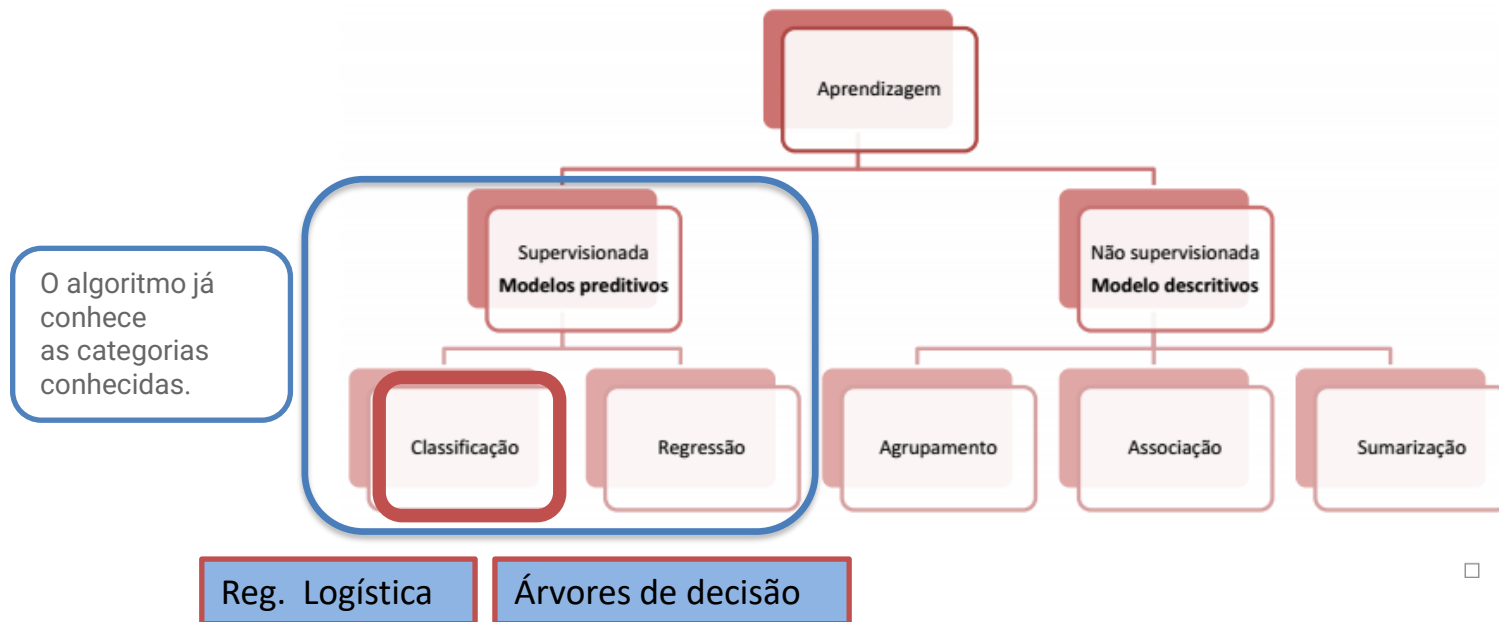 Aprendizagem
Supervisionada
Modelos preditivos
Não supervisionada
Modelo descritivos
O algoritmo já
conhece
as categorias
conhecidas.
Classificação
Regressão
Agrupamento
Associação
Sumarização
Reg. Logística
Árvores de decisão